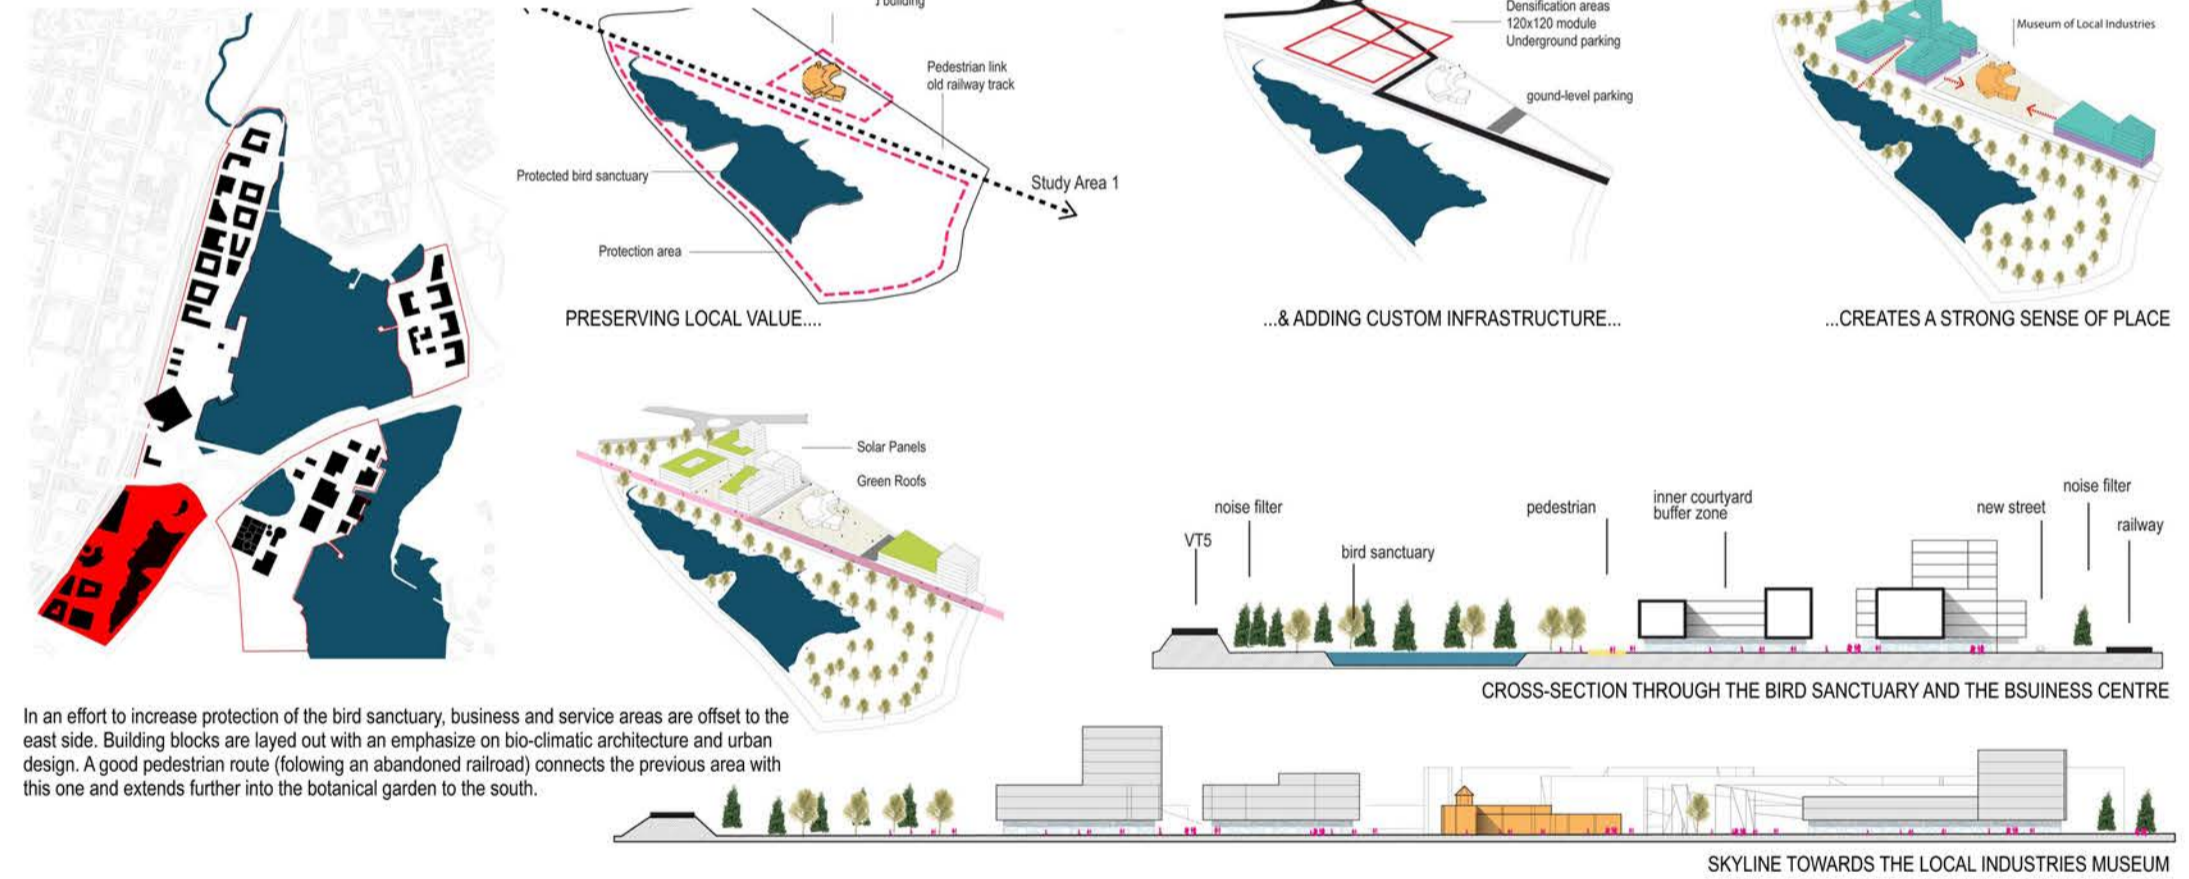 building
Densification areas
120x120 module
Underground parking
Museum of Local Industries
Pedestrian link
old railway track
gound-level parking
Protected bird sanctuary
Study Area 1
Protection area
PRESERVING LOCAL VALUE....
...& ADDING CUSTOM INFRASTRUCTURE...
...CREATES A STRONG SENSE OF PLACE
Solar Panels
Green Roofs
VT5
noise filter
bird sanctuary
pedestrian
inner courtyard
buffer zone
new street
noise filter
railway
CROSS-SECTION THROUGH THE BIRD SANCTUARY AND THE BSUINESS CENTRE
In an effort to increase protection of the bird sanctuary, business and service areas are offset to the
east side. Building blocks are layed out with an emphasize on bio-climatic architecture and urban
design. A good pedestrian route (folowing an abandoned railroad) connects the previous area with
this one and extends further into the botanical garden to the south.
SKYLINE TOWARDS THE LOCAL INDUSTRIES MUSEUM